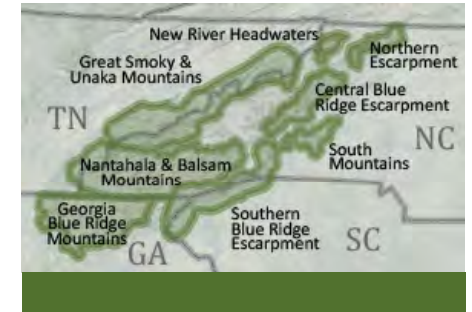 New River Headwaters
Northern
Escarpment
Great Smoky &
Unaka Mountains
Central Blue
Ridge Escarpment
TN
NC
South
Mountains
Nantahala & Balsam
Mountains
Georgia
Blue Ridge
Mountains
Southern
Blue Ridge
Escarpment
SC
GA